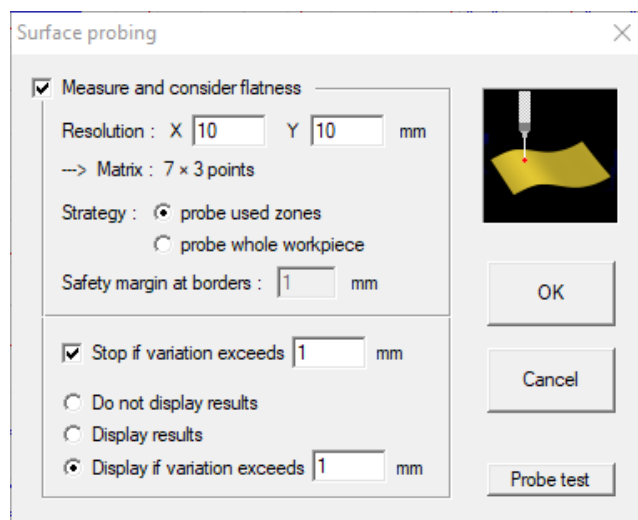 Surface probing
Measure and consider flatness
Resolution : X 10 Y 10 mm
---> Matrix : 7 × 3 points
Strategy : probe used zones
probe whole workpiece
Safety margin at borders : 1 mm
OK
Stop if variation exceeds 1 mm
Cancel
Do not display results
Display results
Display if variation exceeds 1 mm
Probe test